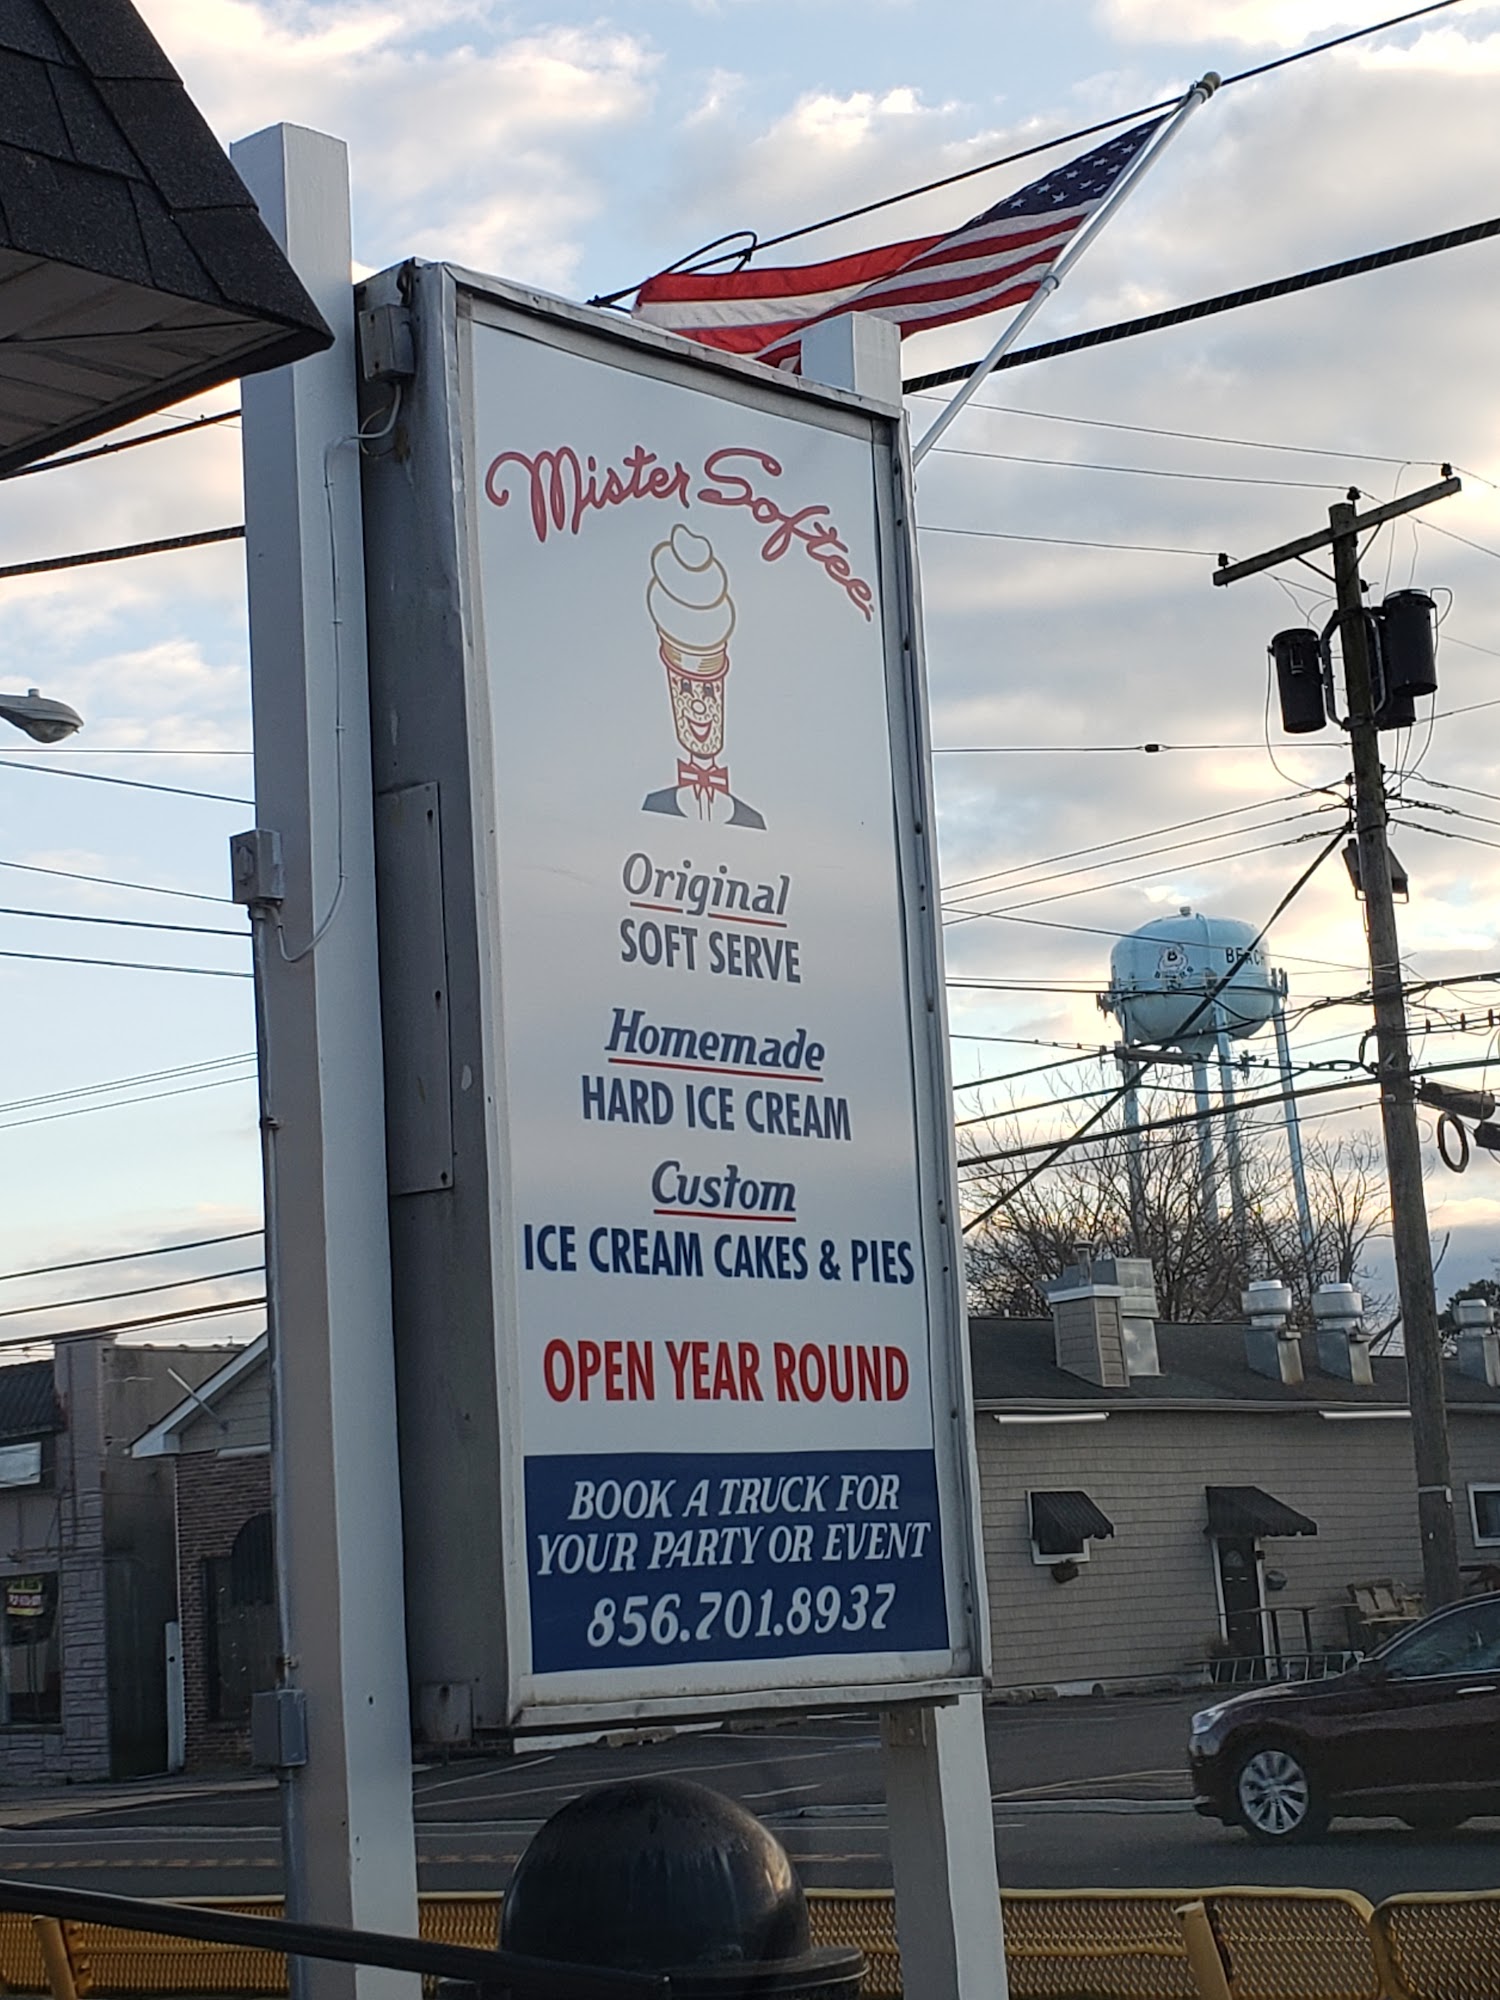 Mister Softee
Original
SOFT SERVE
Homemade
HARD ICE CREAM
Custom
ICE CREAM CAKES & PIES
OPEN YEAR ROUND
BOOK A TRUCK FOR
YOUR PARTY OR EVENT
856.701.8937
B
BEACH